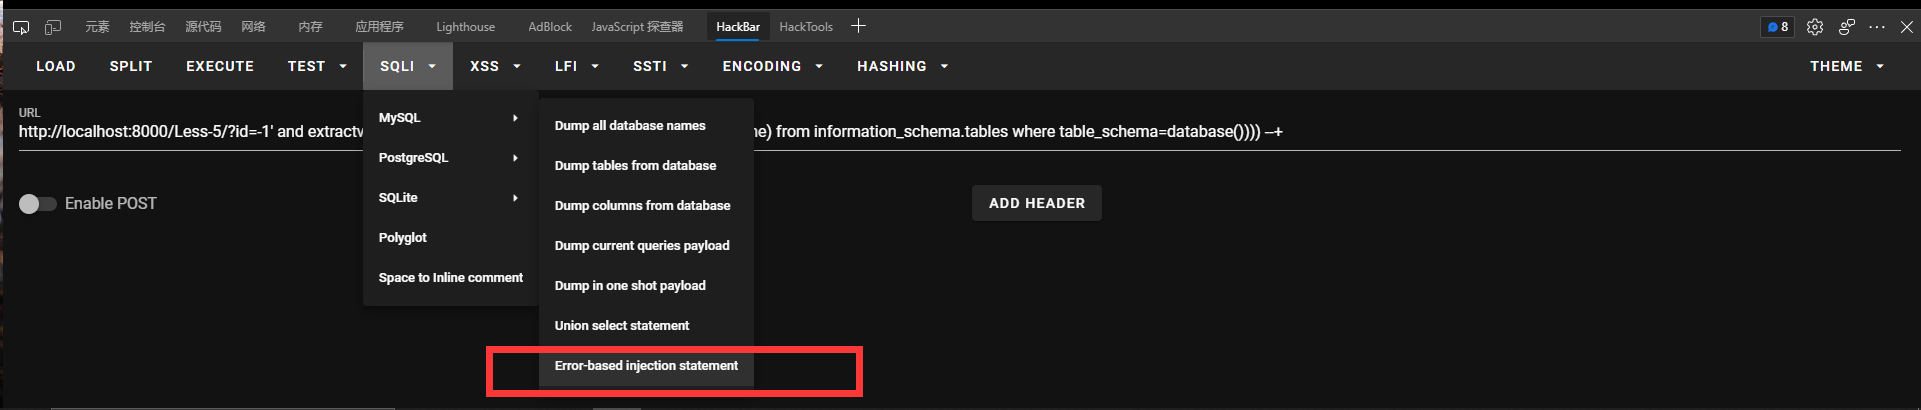 元素 控制台 源代码 网络 内存 应用程序 Lighthouse AdBlock JavaScript 探查器 HackBar HackTools 8
LOAD SPLIT EXECUTE TEST SQLI XSS LFI SSTI ENCODING HASHING THEME
URL
http://localhost:8000/Less-5/?id=-1' and extractv e) from information_schema.tables where table_schema=database()))) --+
Enable POST
ADD HEADER
MySQL
PostgreSQL
SQLite
Polyglot
Space to Inline comment
Dump all database names
Dump tables from database
Dump columns from database
Dump current queries payload
Dump in one shot payload
Union select statement
Error-based injection statement